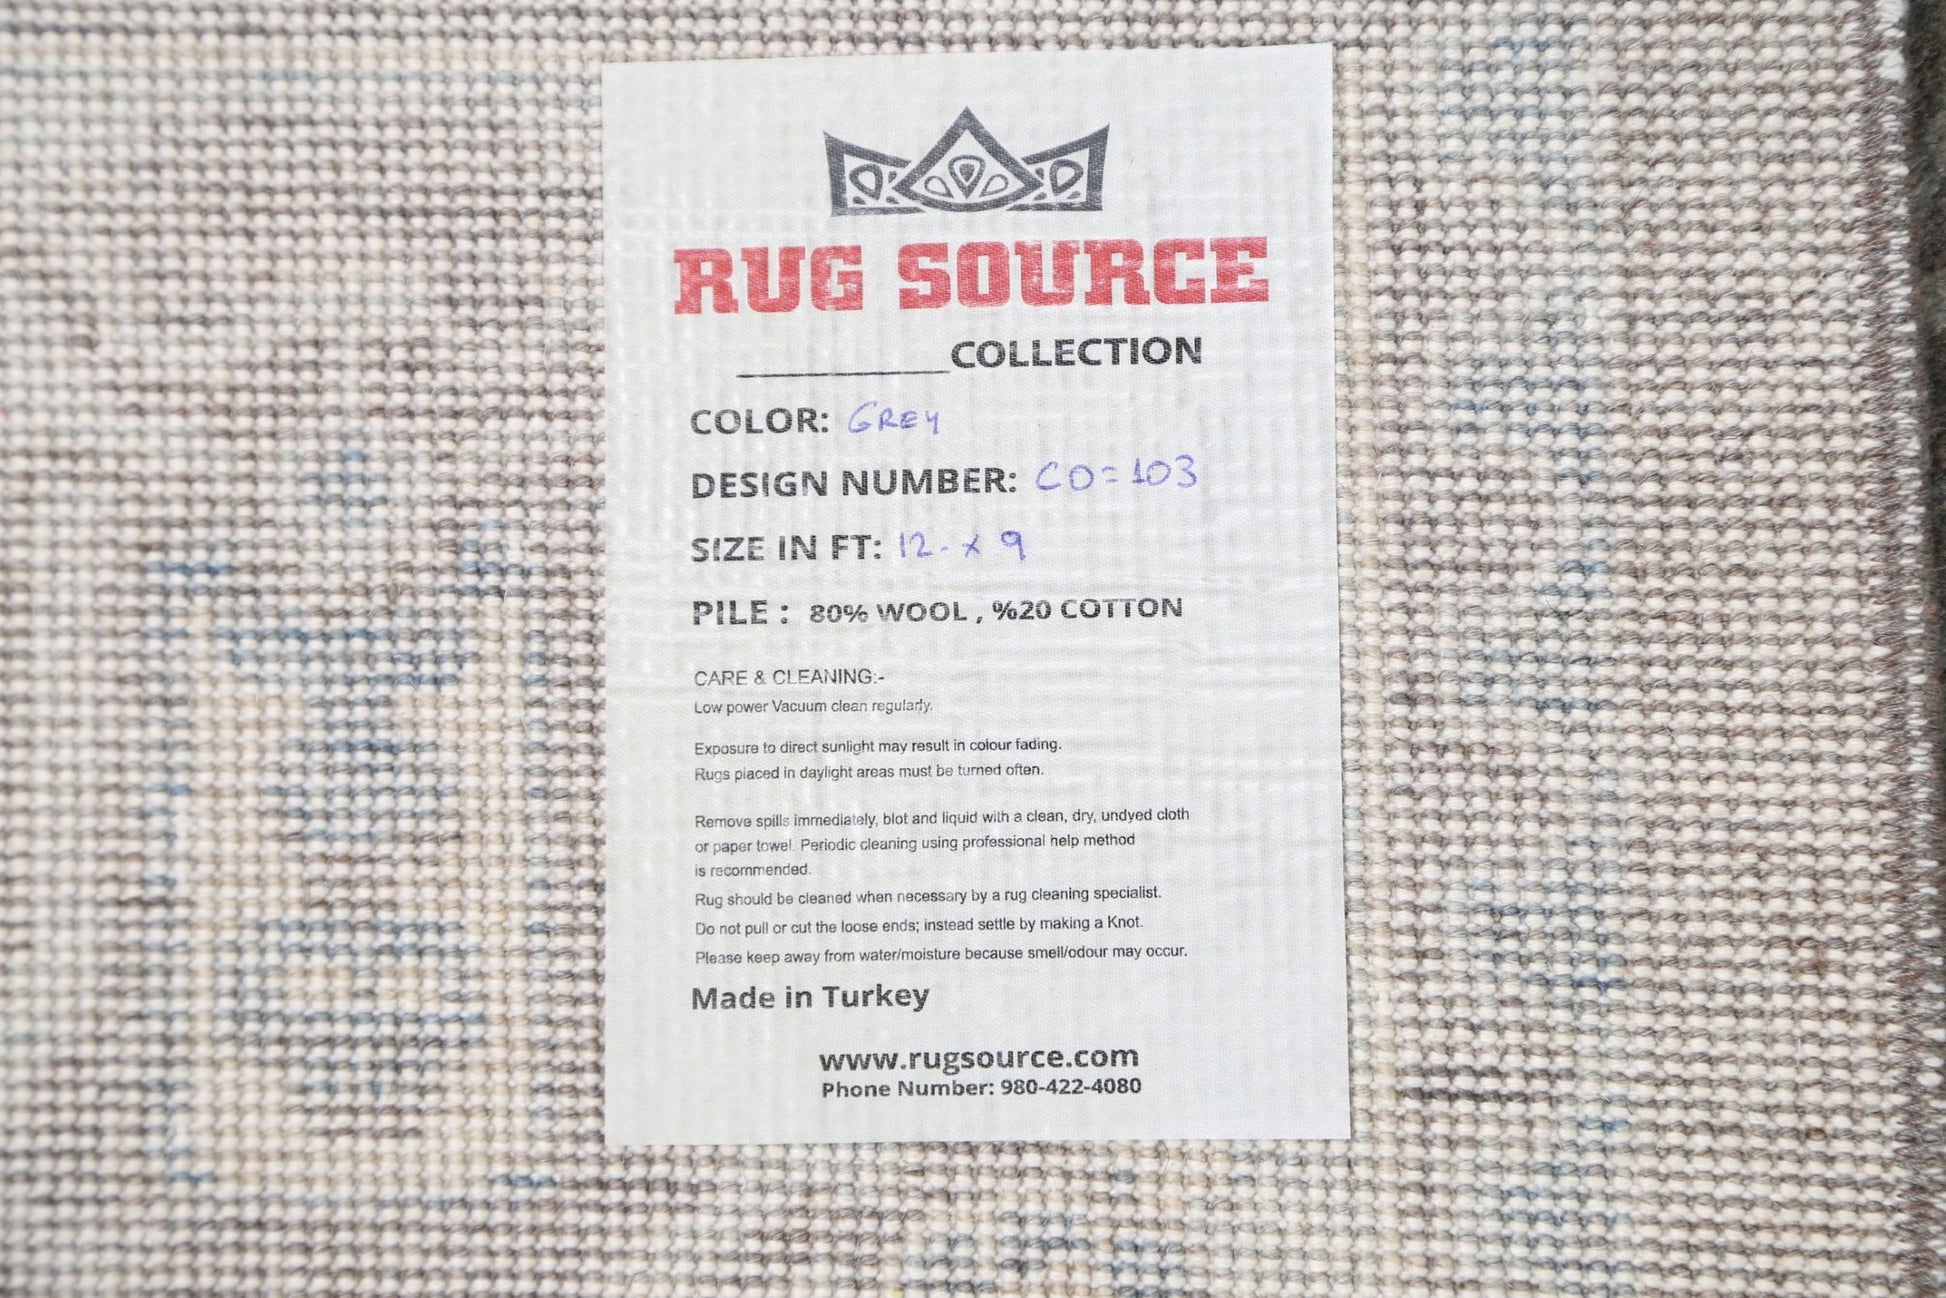 RUG SOURCE
__________COLLECTION
COLOR: GREY
DESIGN NUMBER: CO=103
SIZE IN FT: 12-x 9
PILE : 80% WOOL , %20 COTTON
CARE & CLEANING:-
Low power Vacuum clean regularly.
Exposure to direct sunlight may result in colour fading.
Rugs placed in daylight areas must be turned often.
Remove spills immediately, blot and liquid with a clean, dry, undyed cloth
or paper towel. Periodic cleaning using professional help method
is recommended.
Rug should be cleaned when necessary by a rug cleaning specialist.
Do not pull or cut the loose ends; instead settle by making a Knot.
Please keep away from water/moisture because smell/odour may occur.
Made in Turkey
www.rugsource.com
Phone Number: 980-422-4080